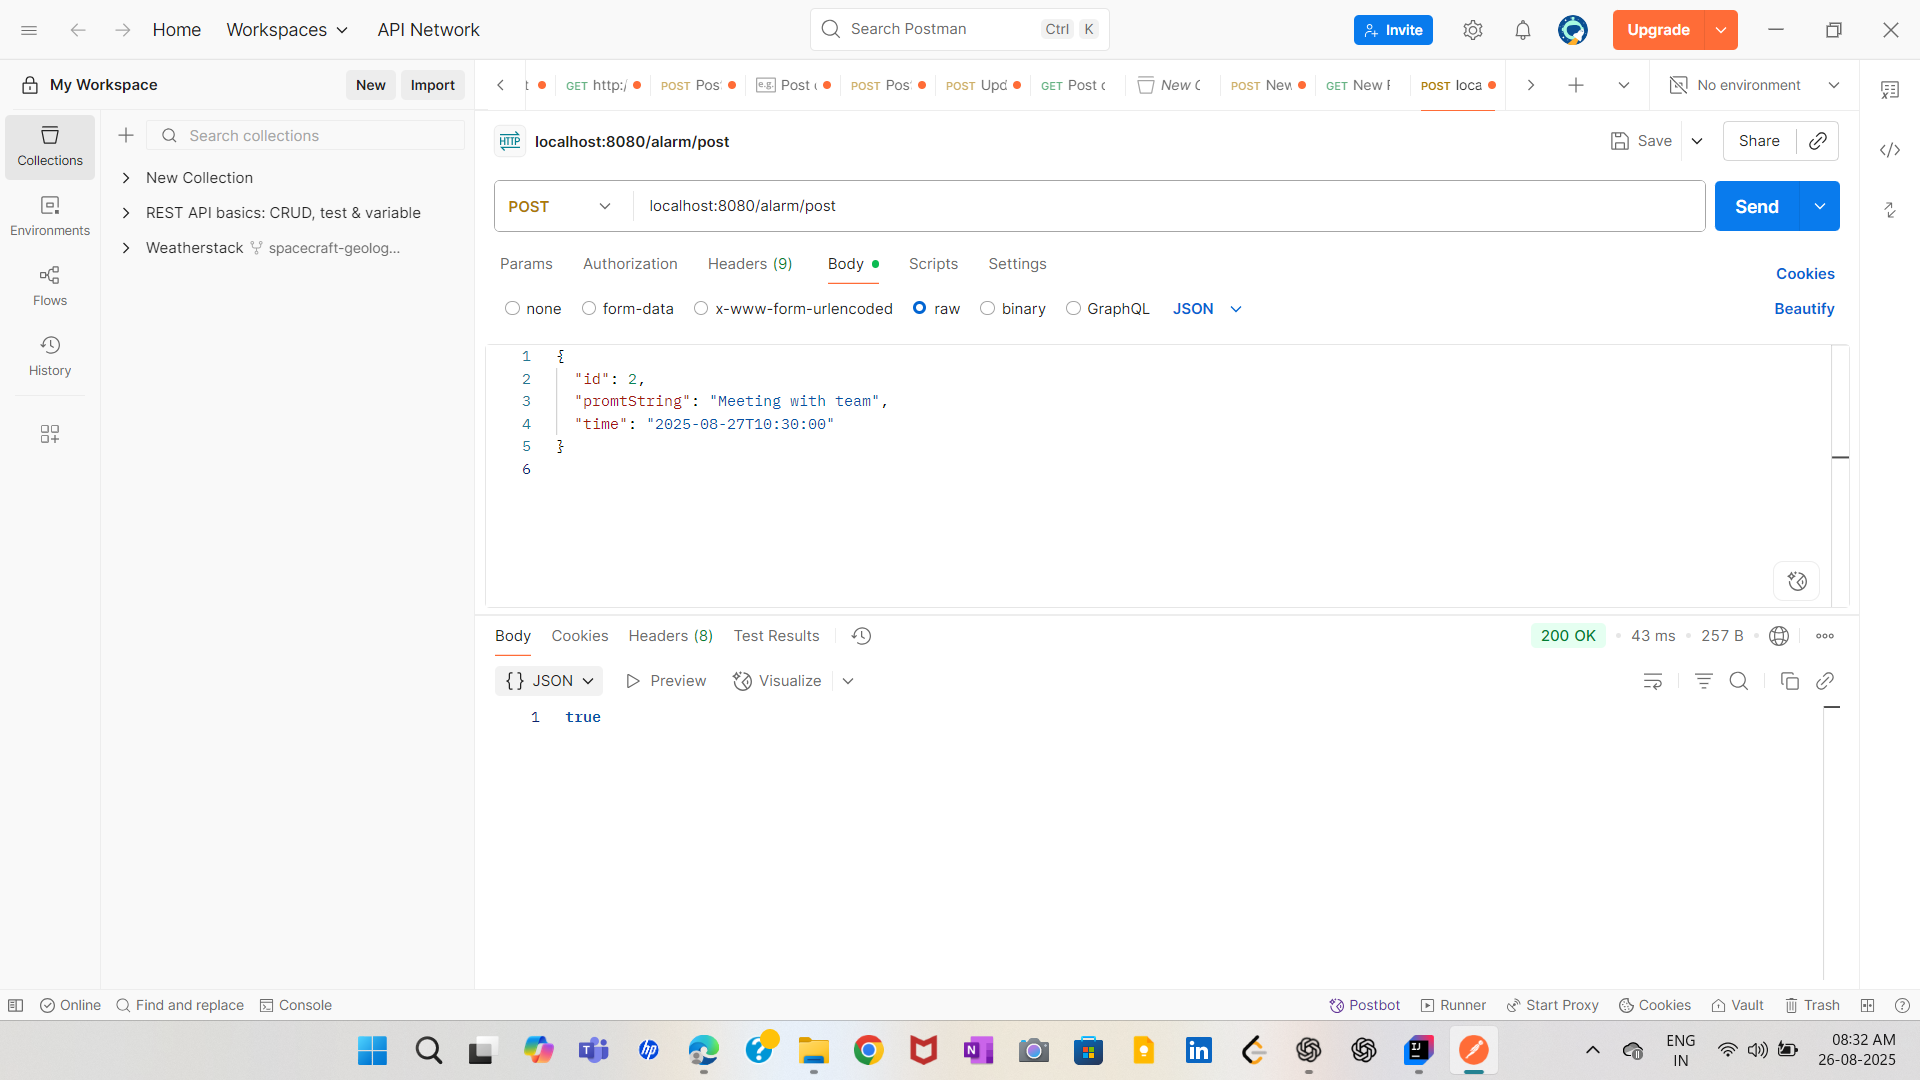 Home
Workspaces
API Network
Search Postman
Ctrl
K
Invite
Upgrade
My Workspace
New
Import
GET http:/
POST Pos
e.g. Post
POST Pos
POST Upd
GET Post
New
POST New
GET New
POST loca
No environment
Collections
Environments
Flows
History
Search collections
New Collection
REST API basics: CRUD, test & variable
Weatherstack spacecraft-geolog...
HTTP
localhost:8080/alarm/post
Save
Share
POST
localhost:8080/alarm/post
Send
Params
Authorization
Headers (9)
Body
Scripts
Settings
Cookies
none
form-data
x-www-form-urlencoded
raw
binary
GraphQL
JSON
Beautify
1 {
2 "id": 2,
3 "promtString": "Meeting with team",
4 "time": "2025-08-27T10:30:00"
5 }
6
Body
Cookies
Headers (8)
Test Results
200 OK
43 ms
257 B
{} JSON
Preview
Visualize
1 true
Online
Find and replace
Console
Postbot
Runner
Start Proxy
Cookies
Vault
Trash
ENG
IN
08:32 AM
26-08-2025